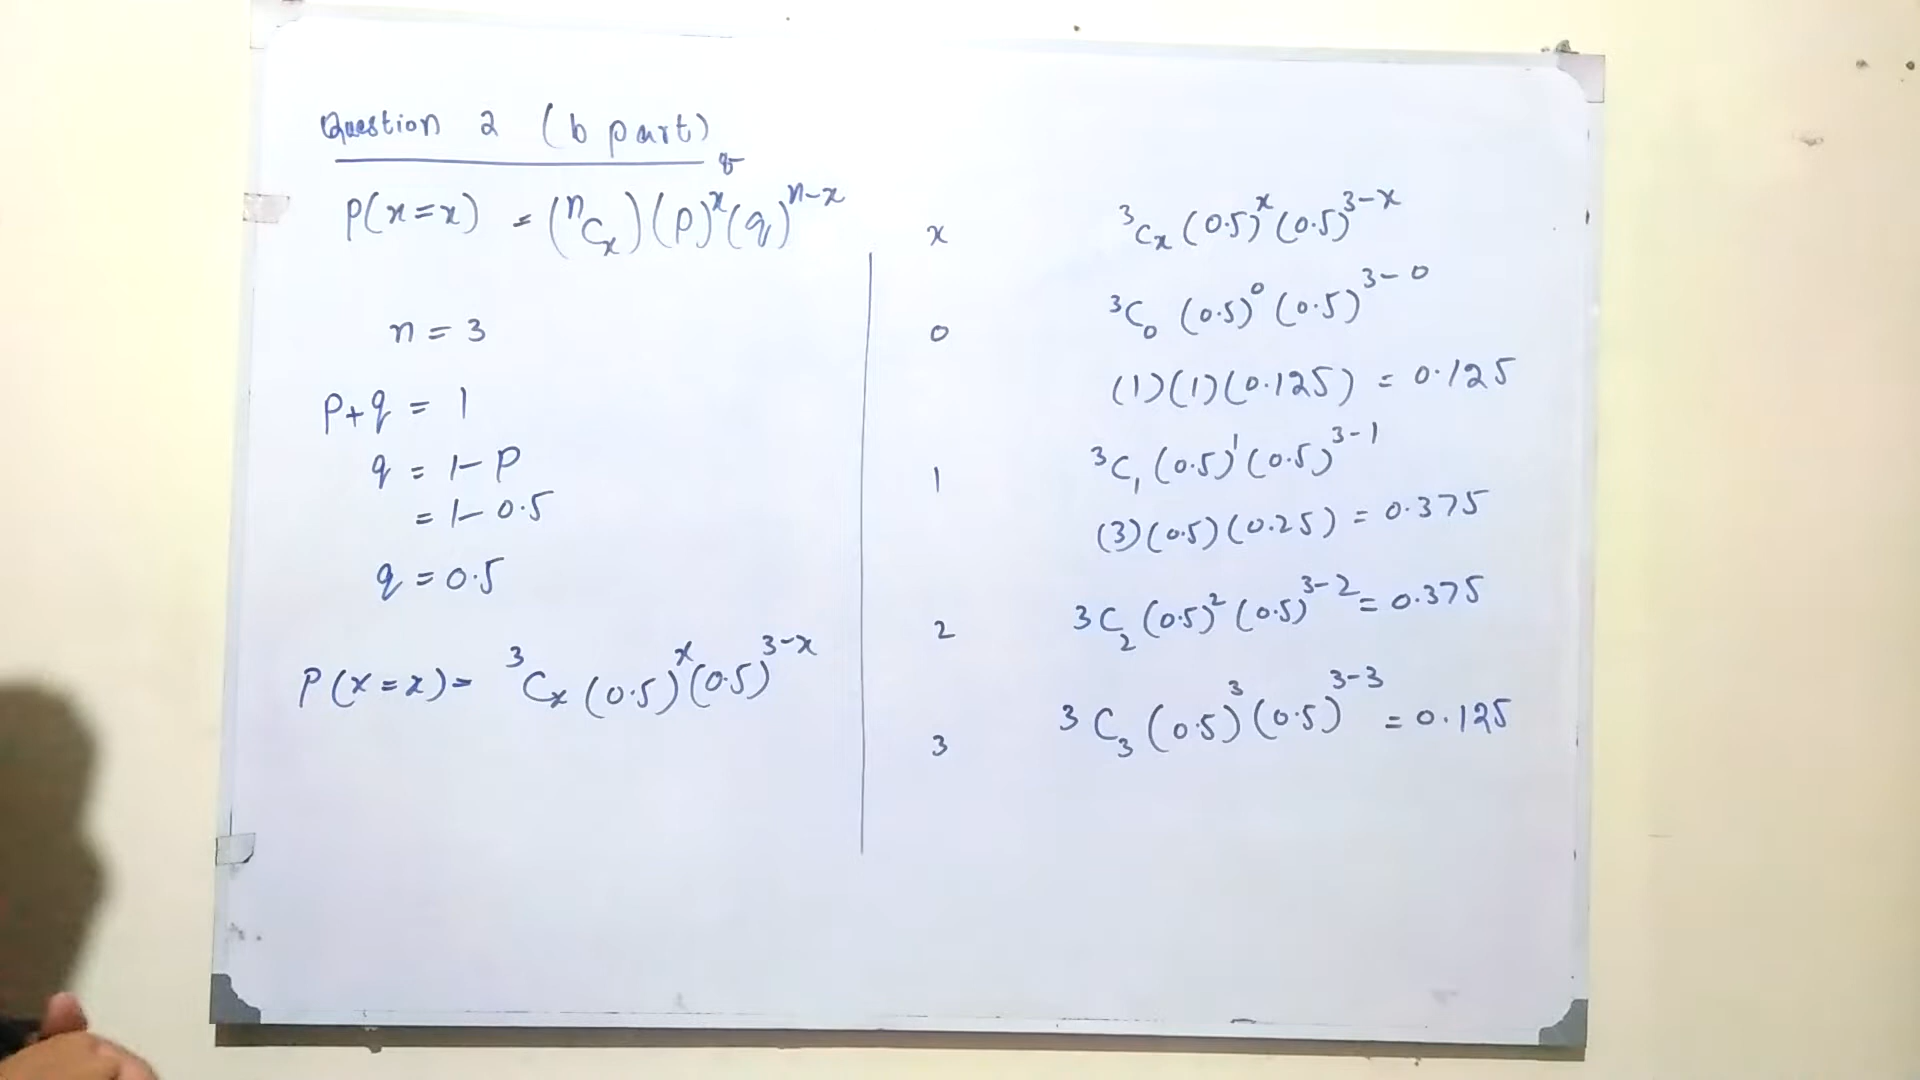 Question 2 (b part)
P(x=x) = (ⁿCₓ)(p)ˣ(q)ⁿ⁻ˣ
n = 3
P+q = 1
q = 1-P
= 1-0.5
q = 0.5
P(x=x) = ³Cₓ(0.5)ˣ(0.5)³⁻ˣ
x ³Cₓ(0.5)ˣ(0.5)³⁻ˣ
0 ³C₀(0.5)⁰(0.5)³⁻⁰
(1)(1)(0.125) = 0.125
1 ³C₁(0.5)¹(0.5)³⁻¹
(3)(0.5)(0.25) = 0.375
2 ³C₂(0.5)²(0.5)³⁻² = 0.375
3 ³C₃(0.5)³(0.5)³⁻³ = 0.125